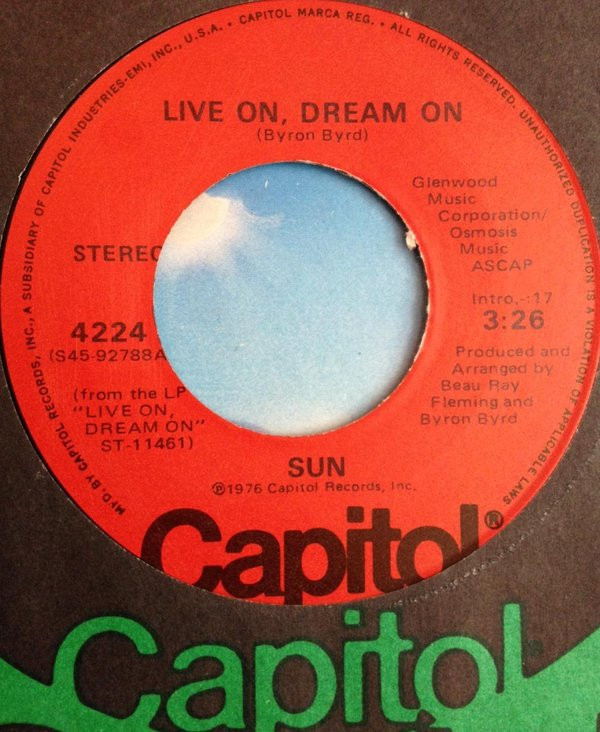 MF'D. BY CAPITOL RECORDS, INC., A SUBSIDIARY OF CAPITOL INDUSTRIES-EMI, INC., U.S.A. • CAPITOL MARCA REG. • ALL RIGHTS RESERVED. UNAUTHORIZED DUPLICATION IS A VIOLATION OF APPLICABLE LAWS
LIVE ON, DREAM ON
(Byron Byrd)
Glenwood
Music
Corporation/
Osmosis
Music
ASCAP
STEREO
4224
(S45-92788A
Intro.-:17
3:26
Produced and
Arranged by
Beau Ray
Fleming and
Byron Byrd
(from the LP
"LIVE ON,
DREAM ON"
ST-11461)
SUN
℗1976 Capitol Records, Inc.
Capitol®
Capitol®